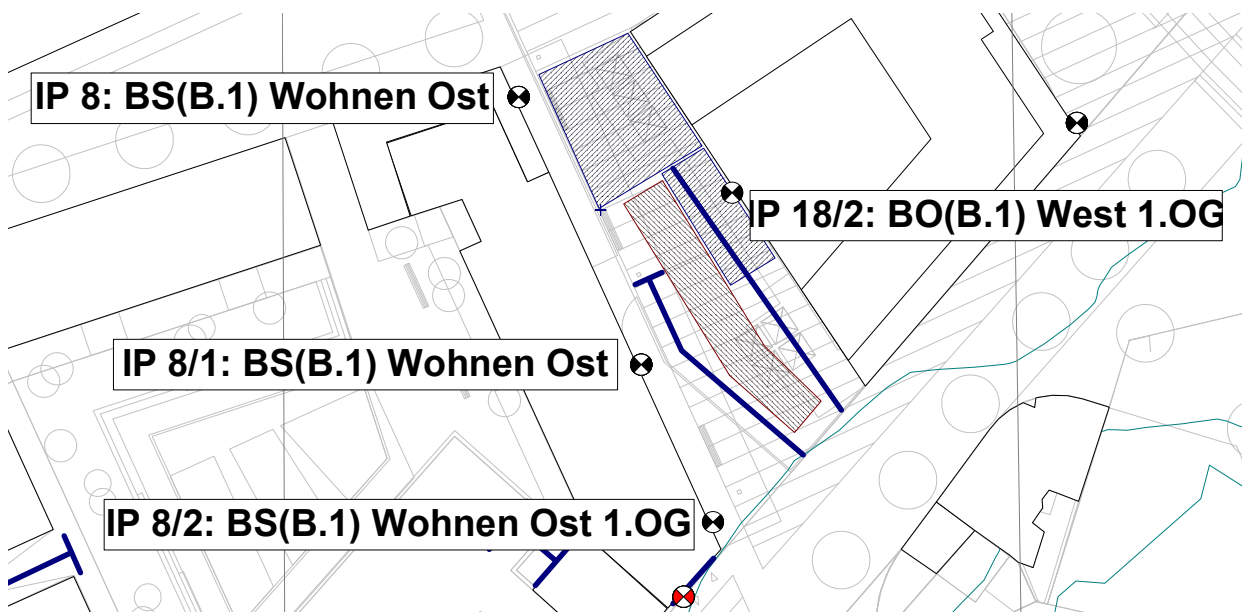 IP 8: BS(B.1) Wohnen Ost
IP 18/2: BO(B.1) West 1.OG
IP 8/1: BS(B.1) Wohnen Ost
IP 8/2: BS(B.1) Wohnen Ost 1.OG